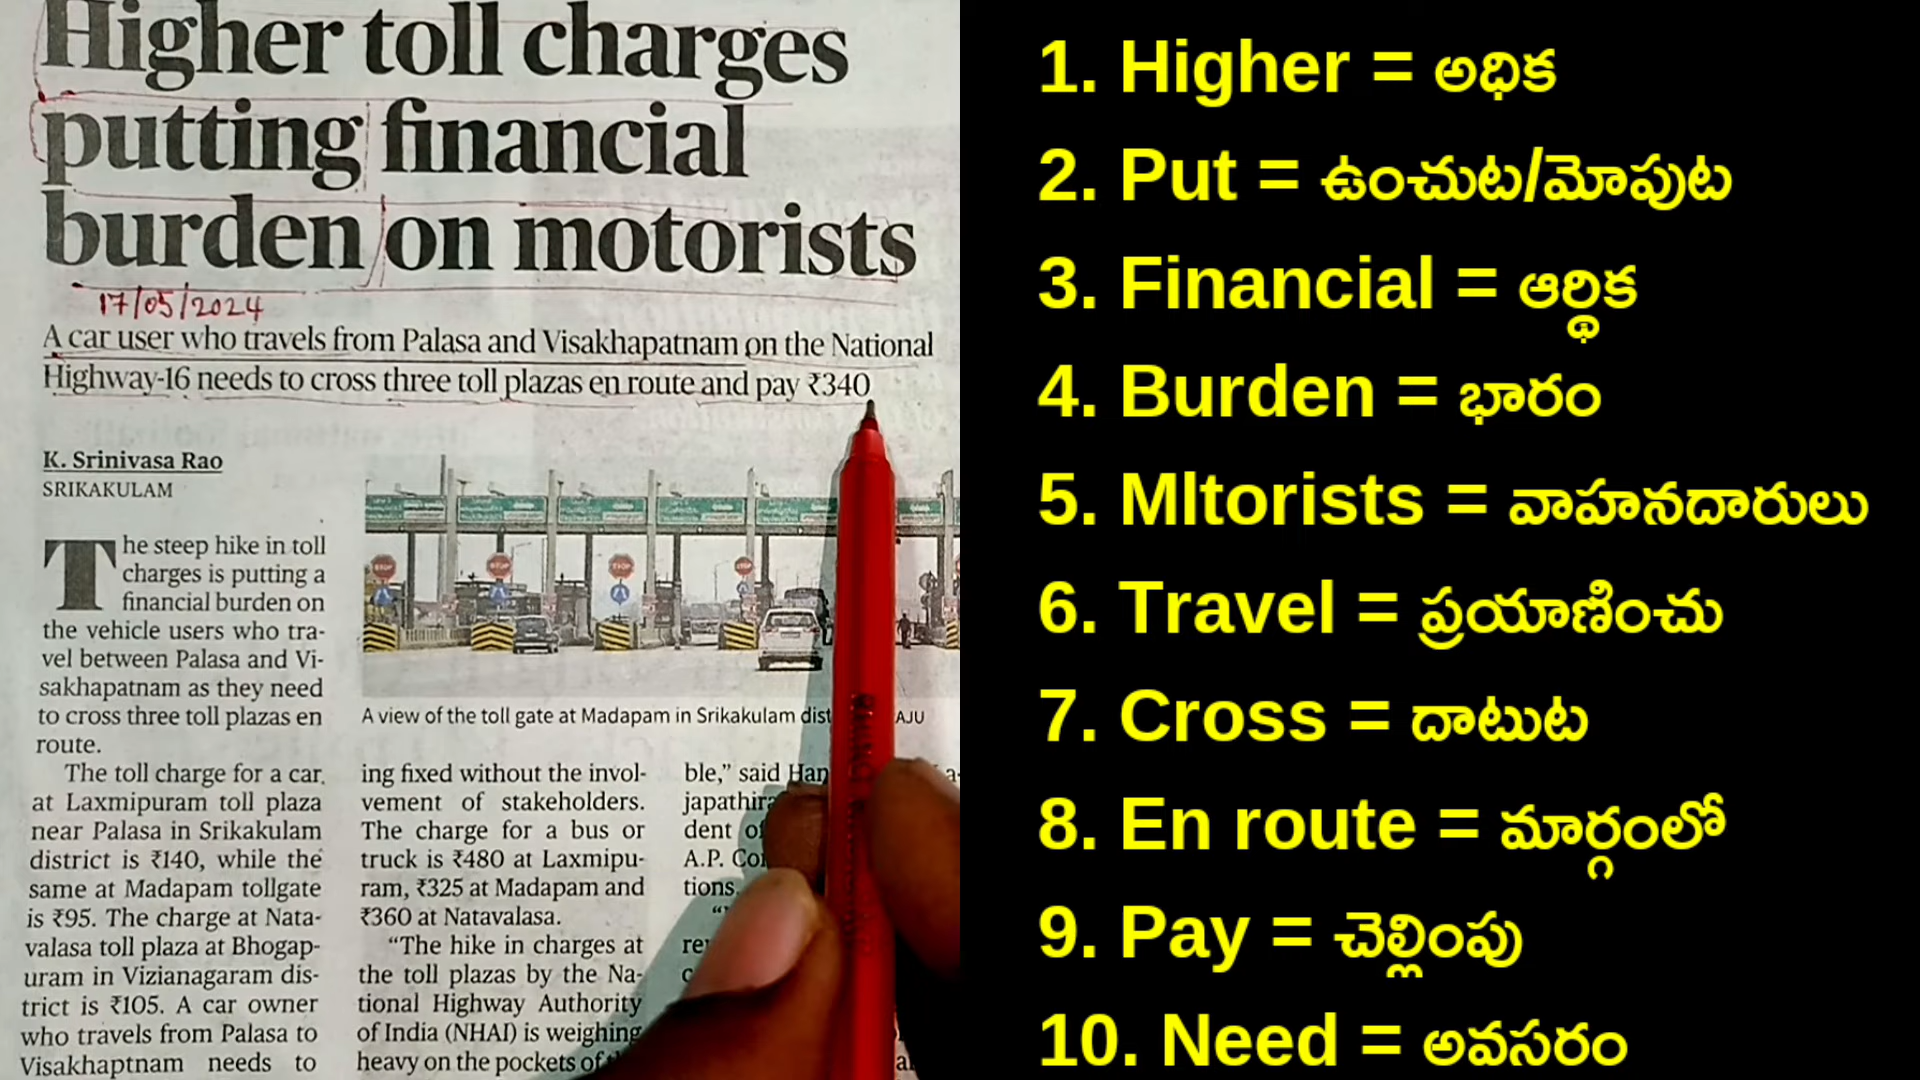 Higher toll charges
putting financial
burden on motorists
17/05/2024
A car user who travels from Palasa and Visakhapatnam on the National
Highway-16 needs to cross three toll plazas en route and pay ₹340
K. Srinivasa Rao
SRIKAKULAM
The steep hike in toll
charges is putting a
financial burden on
the vehicle users who tra-
vel between Palasa and Vi-
sakhapatnam as they need
to cross three toll plazas en
route.
The toll charge for a car
at Laxmipuram toll plaza
near Palasa in Srikakulam
district is ₹140, while the
same at Madapam tollgate
is ₹95. The charge at Nata-
valasa toll plaza at Bhogap-
uram in Vizianagaram dis-
trict is ₹105. A car owner
who travels from Palasa to
Visakhaptnam needs to
STOP
STOP
STOP
STOP
A view of the toll gate at Madapam in Srikakulam dist AJU
ing fixed without the invol-
vement of stakeholders.
The charge for a bus or
truck is ₹480 at Laxmipu-
ram, ₹325 at Madapam and
₹360 at Natavalasa.
“The hike in charges at
the toll plazas by the Na-
tional Highway Authority
of India (NHAI) is weighing
heavy on the pockets of
ble,” said Han
japathira
dent of
A.P. Con
tions.
1. Higher = అధిక
2. Put = ఉంచుట/మోపుట
3. Financial = ఆర్థిక
4. Burden = భారం
5. Mltorists = వాహనదారులు
6. Travel = ప్రయాణించు
7. Cross = దాటుట
8. En route = మార్గంలో
9. Pay = చెల్లింపు
10. Need = అవసరం